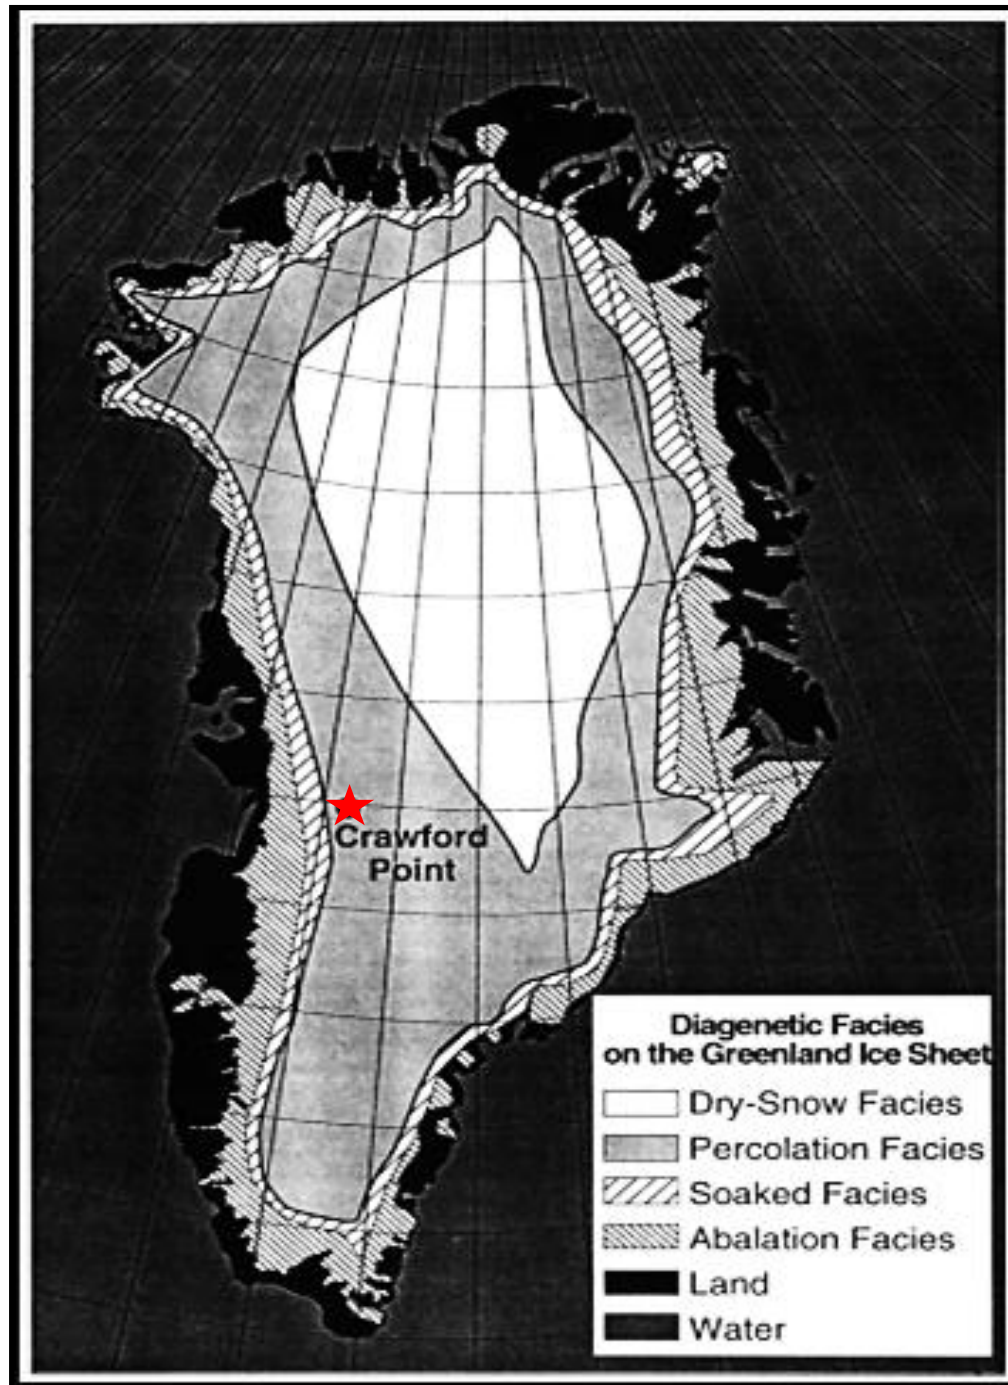 Crawford
Point
Diagenetic Facies
on the Greenland Ice Sheet
Dry-Snow Facies
Percolation Facies
Soaked Facies
Abalation Facies
Land
Water